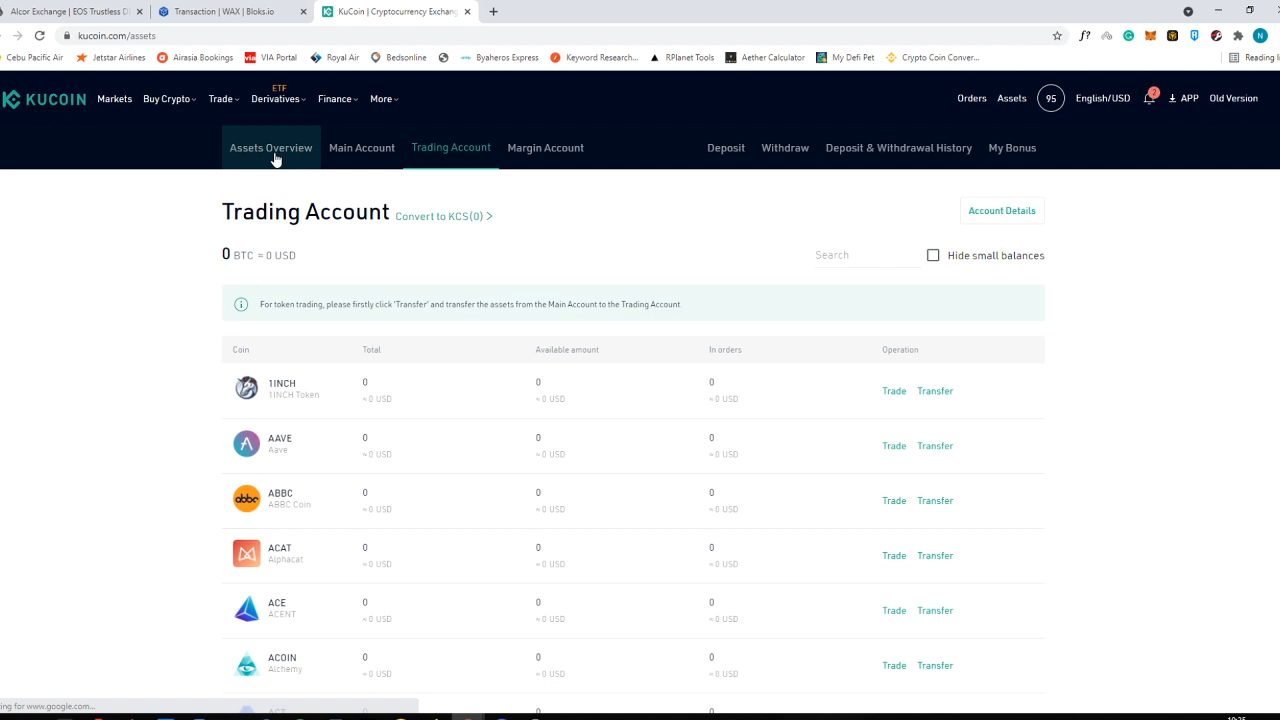 Alcor Exchange | EOS Trustless D
Transaction | WAX | Bloks.io
KuCoin | Cryptocurrency Exchang
kucoin.com/assets
Cebu Pacific Air
Jetstar Airlines
Airasia Bookings
via VIA Portal
Royal Air
Bedsonline
Byaheros Express
Keyword Research...
RPlanet Tools
Aether Calculator
My Defi Pet
Crypto Coin Conver...
Reading li
KUCOIN
Markets
Buy Crypto
Trade
ETF
Derivatives
Finance
More
Orders
Assets
95
English/USD
2
APP
Old Version
Assets Overview
Main Account
Trading Account
Margin Account
Deposit
Withdraw
Deposit & Withdrawal History
My Bonus
Trading Account
Convert to KCS(0) >
Account Details
0 BTC ≈ 0 USD
Search
Hide small balances
For token trading, please firstly click 'Transfer' and transfer the assets from the Main Account to the Trading Account.
Coin Total Available amount In orders Operation
1INCH 0 0 0 Trade Transfer
1INCH Token ≈ 0 USD ≈ 0 USD ≈ 0 USD
AAVE 0 0 0 Trade Transfer
Aave ≈ 0 USD ≈ 0 USD ≈ 0 USD
abbc ABBC 0 0 0 Trade Transfer
ABBC Coin ≈ 0 USD ≈ 0 USD ≈ 0 USD
ACAT 0 0 0 Trade Transfer
Alphacat ≈ 0 USD ≈ 0 USD ≈ 0 USD
ACE 0 0 0 Trade Transfer
ACENT ≈ 0 USD ≈ 0 USD ≈ 0 USD
ACOIN 0 0 0 Trade Transfer
Alchemy ≈ 0 USD ≈ 0 USD ≈ 0 USD
ting for www.google.com...